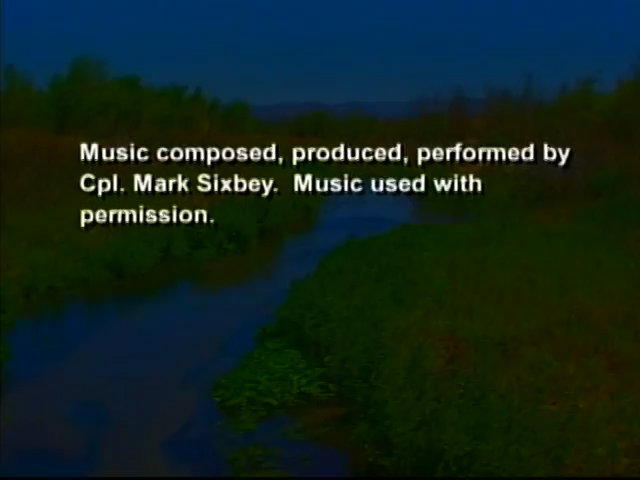 Music composed, produced, performed by
Cpl. Mark Sixbey.  Music used with
permission.